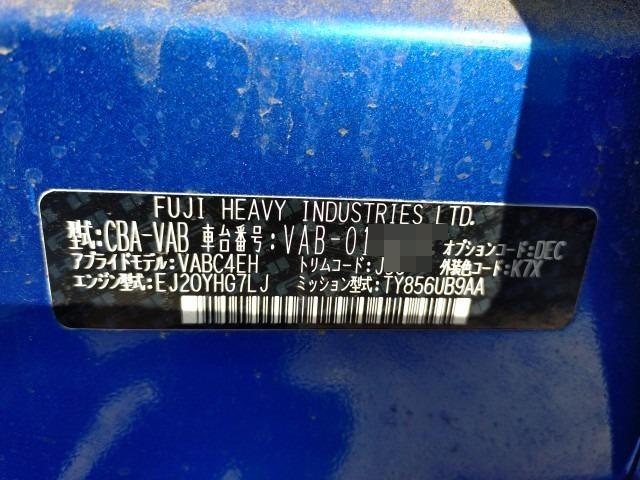 FUJI HEAVY INDUSTRIES LTD.
型式:CBA-VAB 車台番号:VAB-01 オプションコード:DEC
アプライドモデル:VABC4EH トリムコード:J 外装色コード:K7X
エンジン型式:EJ20YHG7LJ ミッション型式:TY856UB9AA